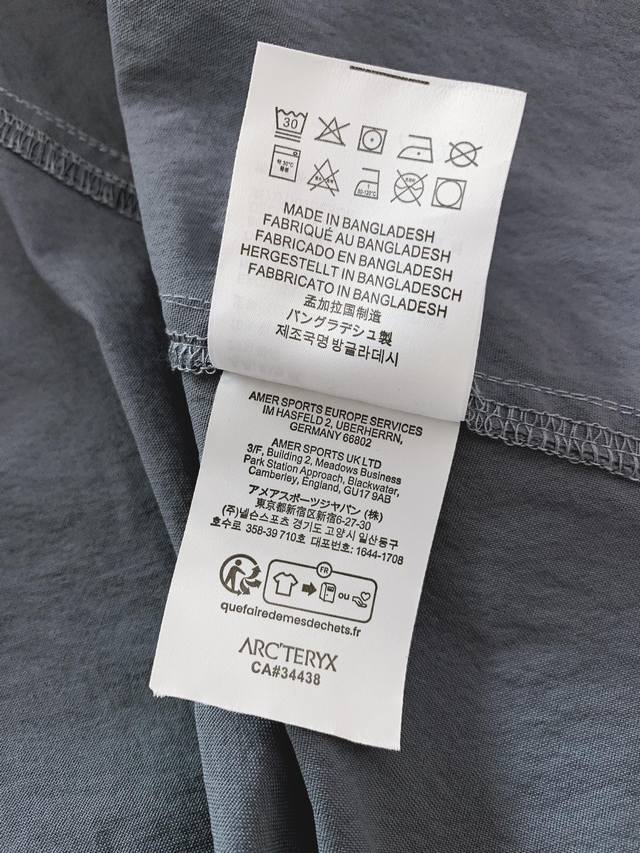 30
MADE IN BANGLADESH
FABRIQUÉ AU BANGLADESH
FABRICADO EN BANGLADESH
HERGESTELLT IN BANGLADESCH
FABBRICATO IN BANGLADESH
孟加拉国制造
バングラデシュ製
제조국명 방글라데시
AMER SPORTS EUROPE SERVICES
IM HASFELD 2, ÜBERHERRN,
GERMANY 66802
AMER SPORTS UK LTD
3/F, Building 2, Meadows Business
Park Station Approach, Blackwater,
Camberley, England, GU17 9AB
アメアスポーツジャパン (株)
東京都新宿区新宿6-27-30
(주)넬슨스포츠 경기도 고양시 일산동구
호수로 358-39 710호 대표번호: 1644-1708
FR
ou
quefairedemesdechets.fr
ARC'TERYX
CA#34438